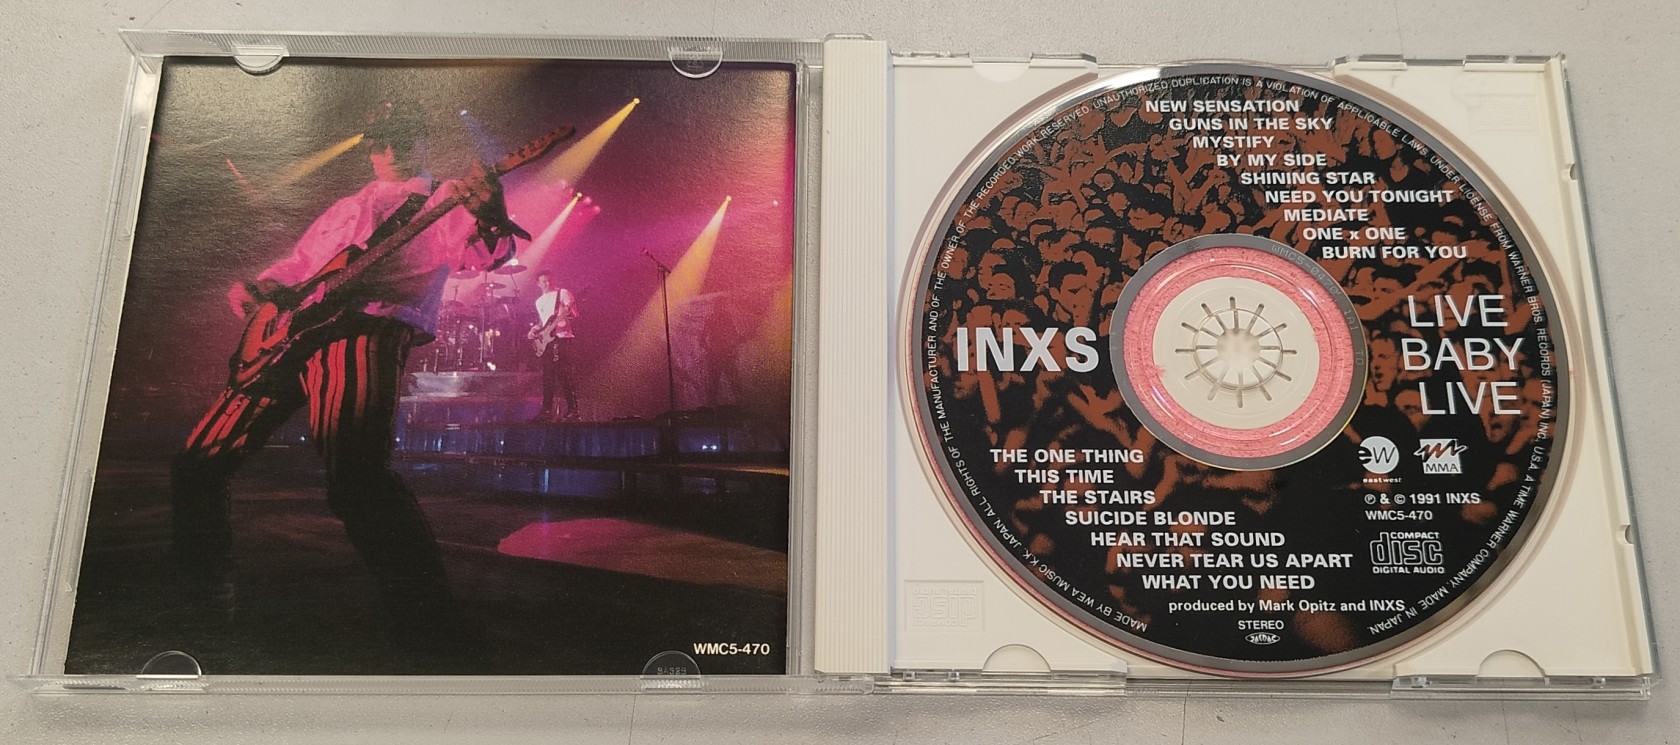 WMC5-470
NEW SENSATION
GUNS IN THE SKY
MYSTIFY
BY MY SIDE
SHINING STAR
NEED YOU TONIGHT
MEDIATE
ONE x ONE
BURN FOR YOU
INXS
LIVE
BABY
LIVE
THE ONE THING
THIS TIME
THE STAIRS
SUICIDE BLONDE
HEAR THAT SOUND
NEVER TEAR US APART
WHAT YOU NEED
produced by Mark Opitz and INXS
STEREO
JASRAC
ew
eastwest
MMA
℗ & © 1991 INXS
WMC5-470
COMPACT
disc
DIGITAL AUDIO
MADE BY WEA MUSIC K.K. JAPAN. ALL RIGHTS OF THE MANUFACTURER AND OF THE OWNER OF THE RECORDED WORK RESERVED. UNAUTHORIZED DUPLICATION IS A VIOLATION OF APPLICABLE LAWS. UNDER LICENSE FROM WARNER BROS. RECORDS (JAPAN) INC., U.S.A. A TIME WARNER COMPANY. MADE IN JAPAN.